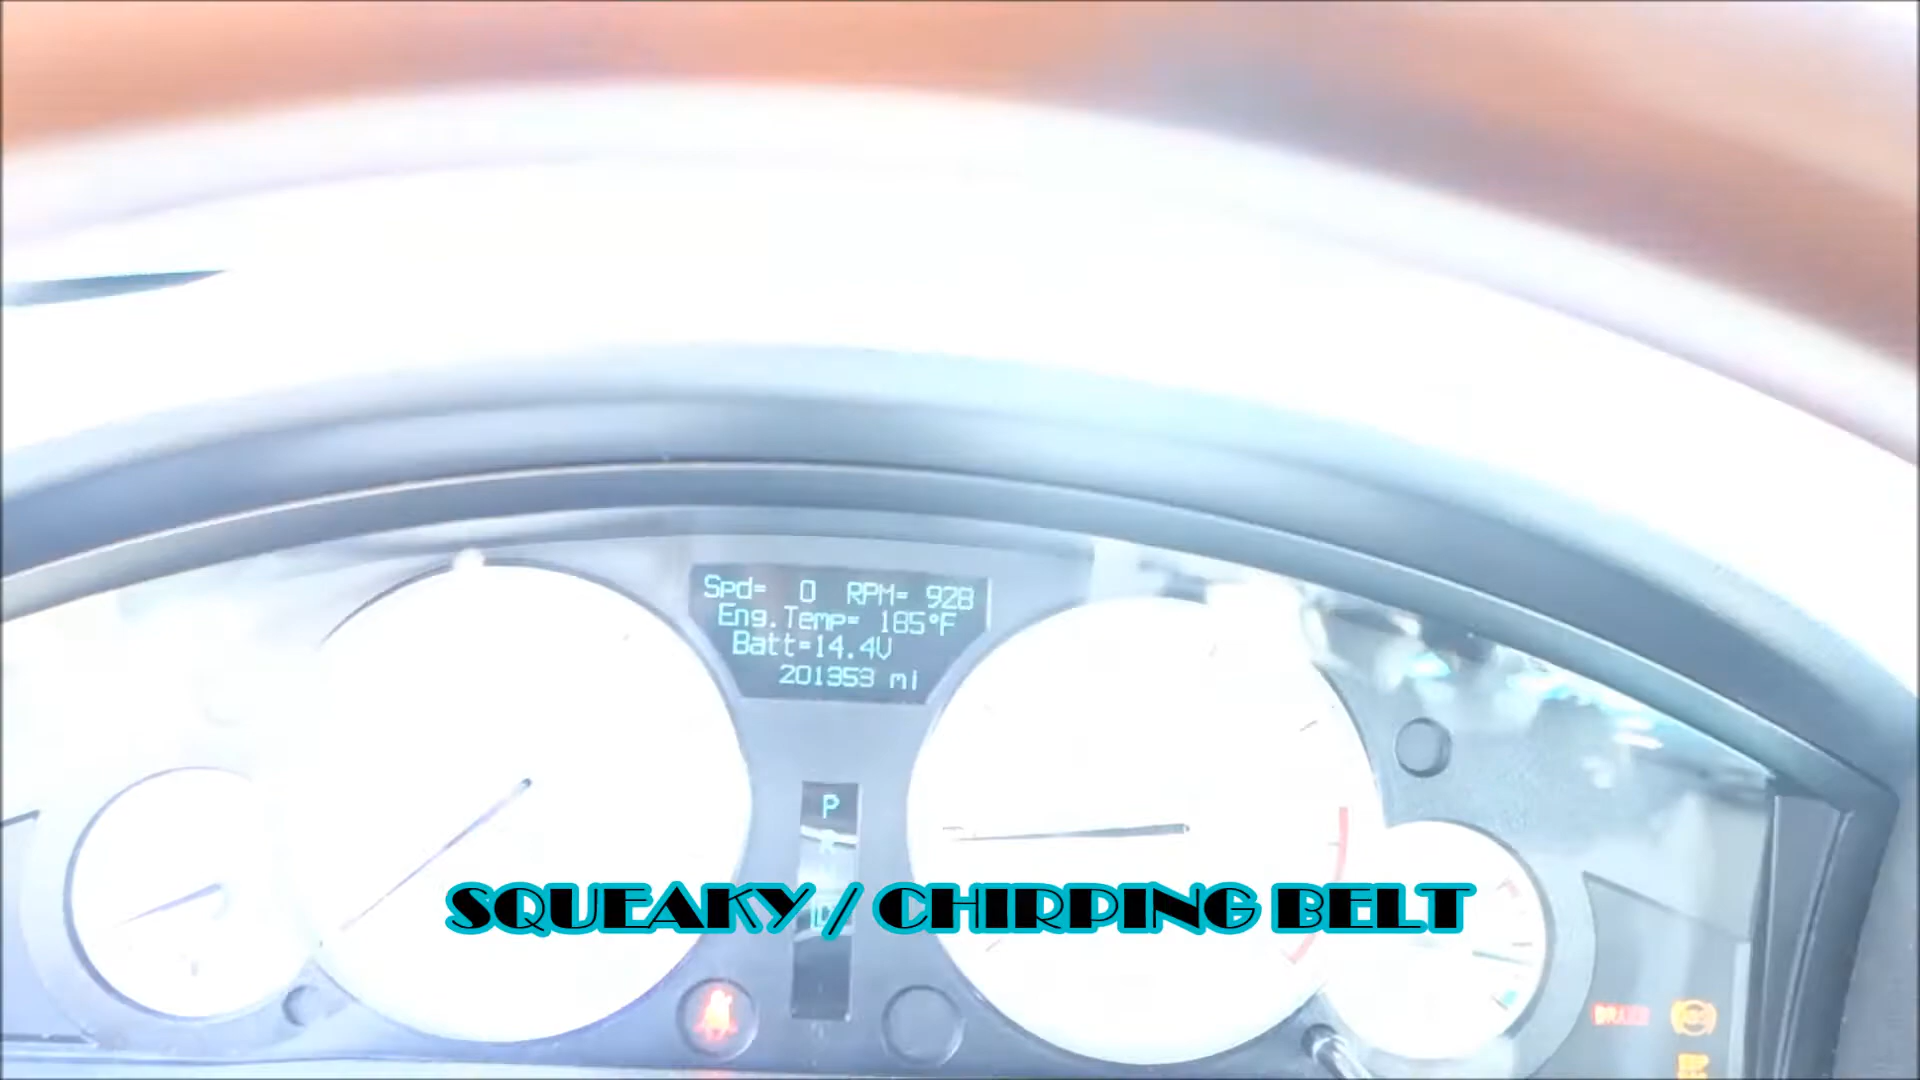 Spd= 0 RPM= 928
Eng.Temp= 185°F
Batt=14.4V
201353 mi
P
SQUEAKY / CHIRPING BELT